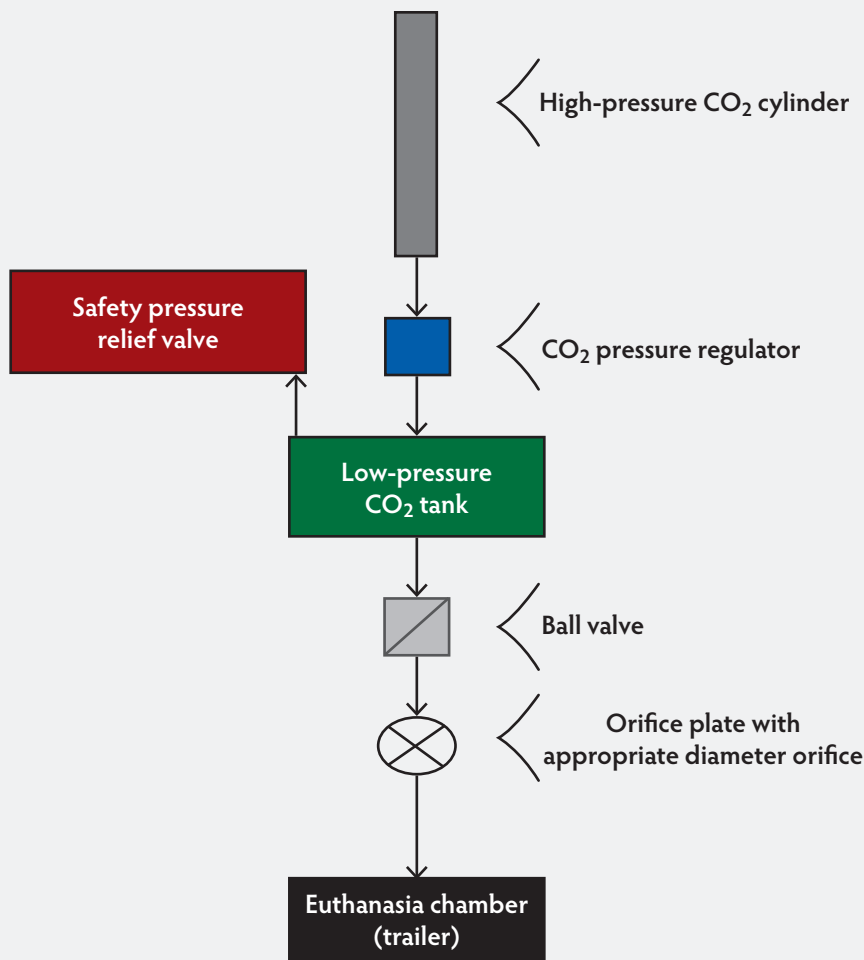 High-pressure CO₂ cylinder
Safety pressure
relief valve
CO₂ pressure regulator
Low-pressure
CO₂ tank
Ball valve
Orifice plate with
appropriate diameter orifice
Euthanasia chamber
(trailer)